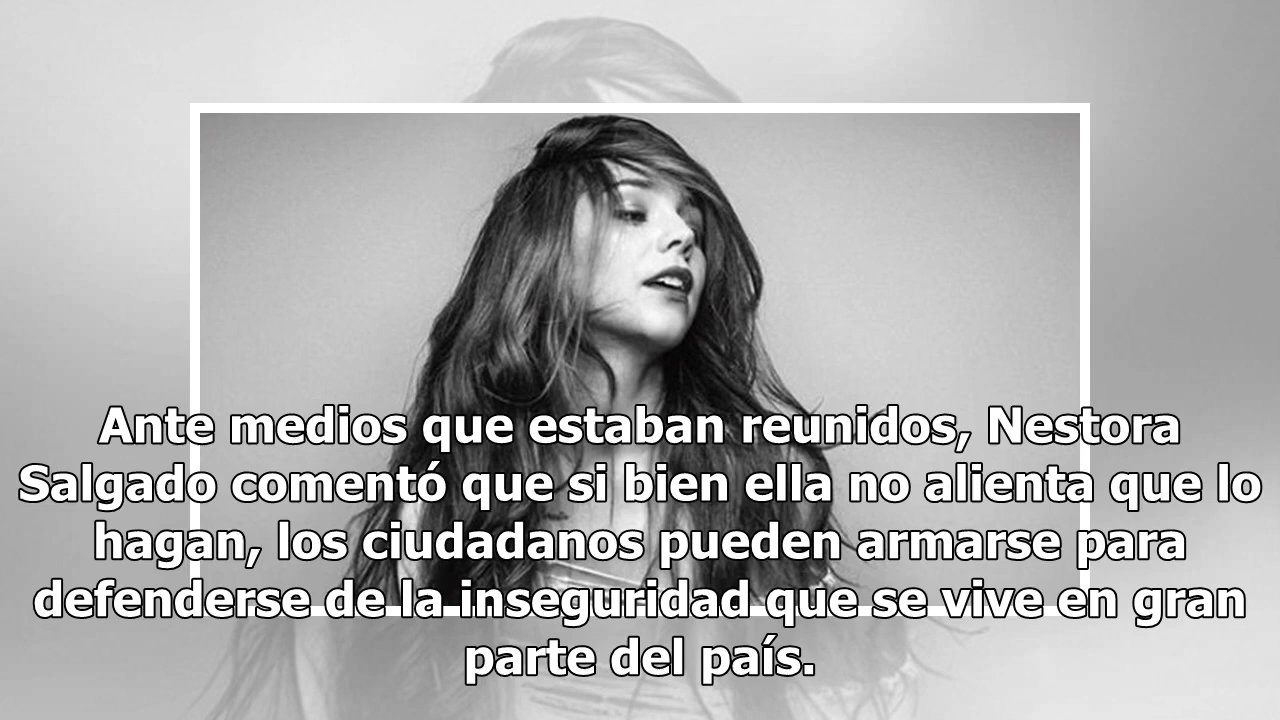 Ante medios que estaban reunidos, Nestora
Salgado comentó que si bien ella no alienta que lo
hagan, los ciudadanos pueden armarse para
defenderse de la inseguridad que se vive en gran
parte del país.